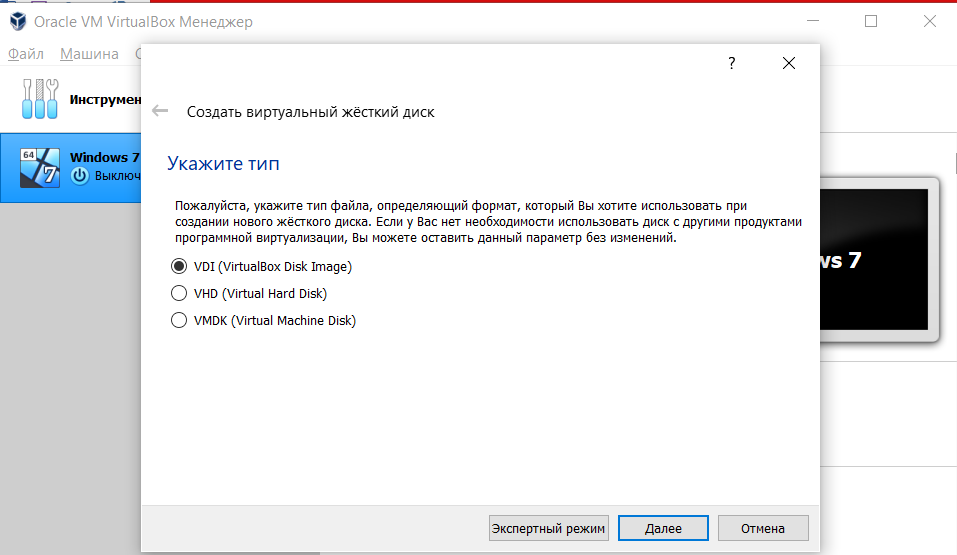 Oracle VM VirtualBox Менеджер
Файл Машина
?
Инструмен
Создать виртуальный жёсткий диск
64
7
Windows 7
Выключ
Укажите тип
Пожалуйста, укажите тип файла, определяющий формат, который Вы хотите использовать при
создании нового жёсткого диска. Если у Вас нет необходимости использовать диск с другими продуктами
программной виртуализации, Вы можете оставить данный параметр без изменений.
ws 7
VDI (VirtualBox Disk Image)
VHD (Virtual Hard Disk)
VMDK (Virtual Machine Disk)
Экспертный режим Далее Отмена